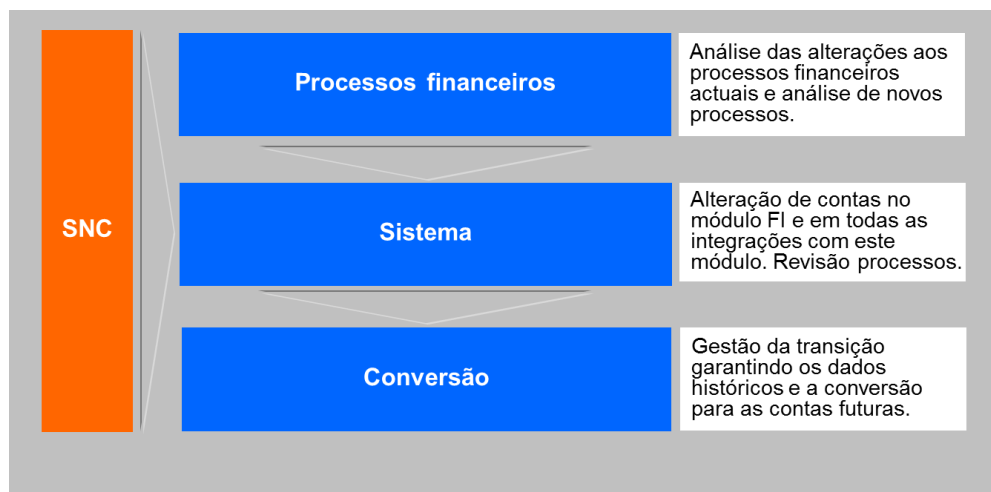 SNC
Processos financeiros
Análise das alterações aos
processos financeiros
actuais e análise de novos
processos.
Sistema
Alteração de contas no
módulo FI e em todas as
integrações com este
módulo. Revisão processos.
Conversão
Gestão da transição
garantindo os dados
históricos e a conversão
para as contas futuras.